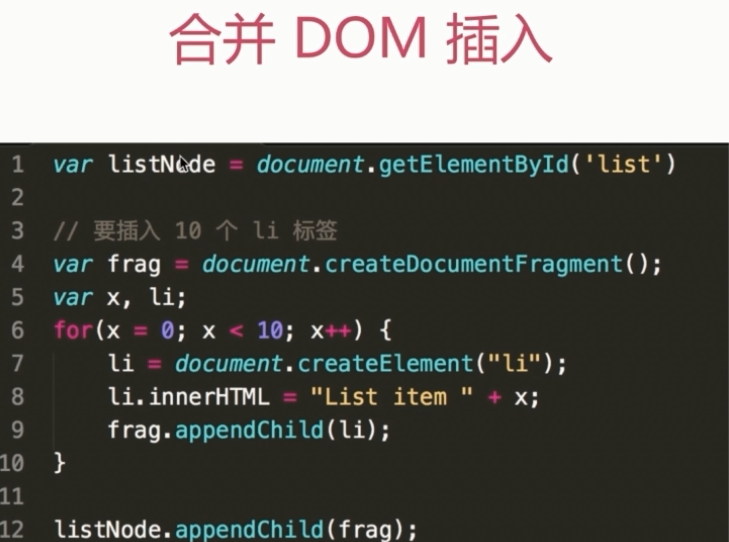 合并 DOM 插入
1 var listNode = document.getElementById('list')
2
3 // 要插入 10 个 li 标签
4 var frag = document.createDocumentFragment();
5 var x, li;
6 for(x = 0; x < 10; x++) {
7     li = document.createElement("li");
8     li.innerHTML = "List item " + x;
9     frag.appendChild(li);
10 }
11
12 listNode.appendChild(frag);